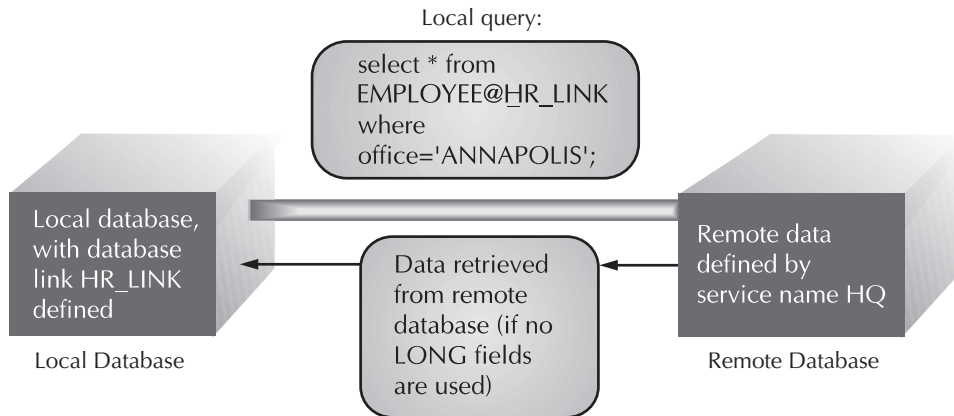 Local query:
select * from
EMPLOYEE@HR_LINK
where
office='ANNAPOLIS';
Local database,
with database
link HR_LINK
defined
Remote data
defined by
service name HQ
Data retrieved
from remote
database (if no
LONG fields
are used)
Local Database
Remote Database